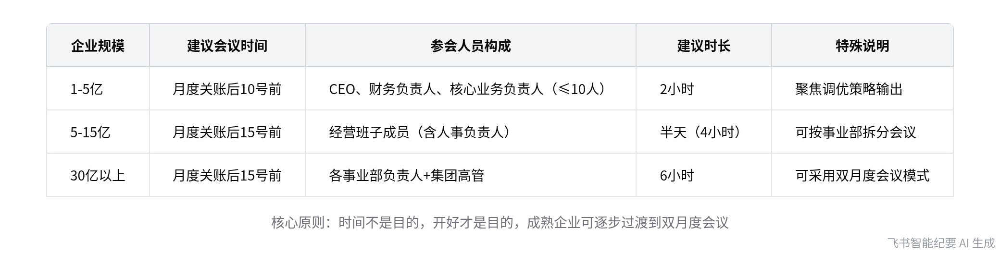 企业规模 建议会议时间 参会人员构成 建议时长 特殊说明
1-5亿 月度关账后10号前 CEO、财务负责人、核心业务负责人（≤10人） 2小时 聚焦调优策略输出
5-15亿 月度关账后15号前 经营班子成员（含人事负责人） 半天（4小时） 可按事业部拆分会议
30亿以上 月度关账后15号前 各事业部负责人+集团高管 6小时 可采用双月度会议模式
核心原则：时间不是目的，开好才是目的，成熟企业可逐步过渡到双月度会议
飞书智能纪要 AI 生成